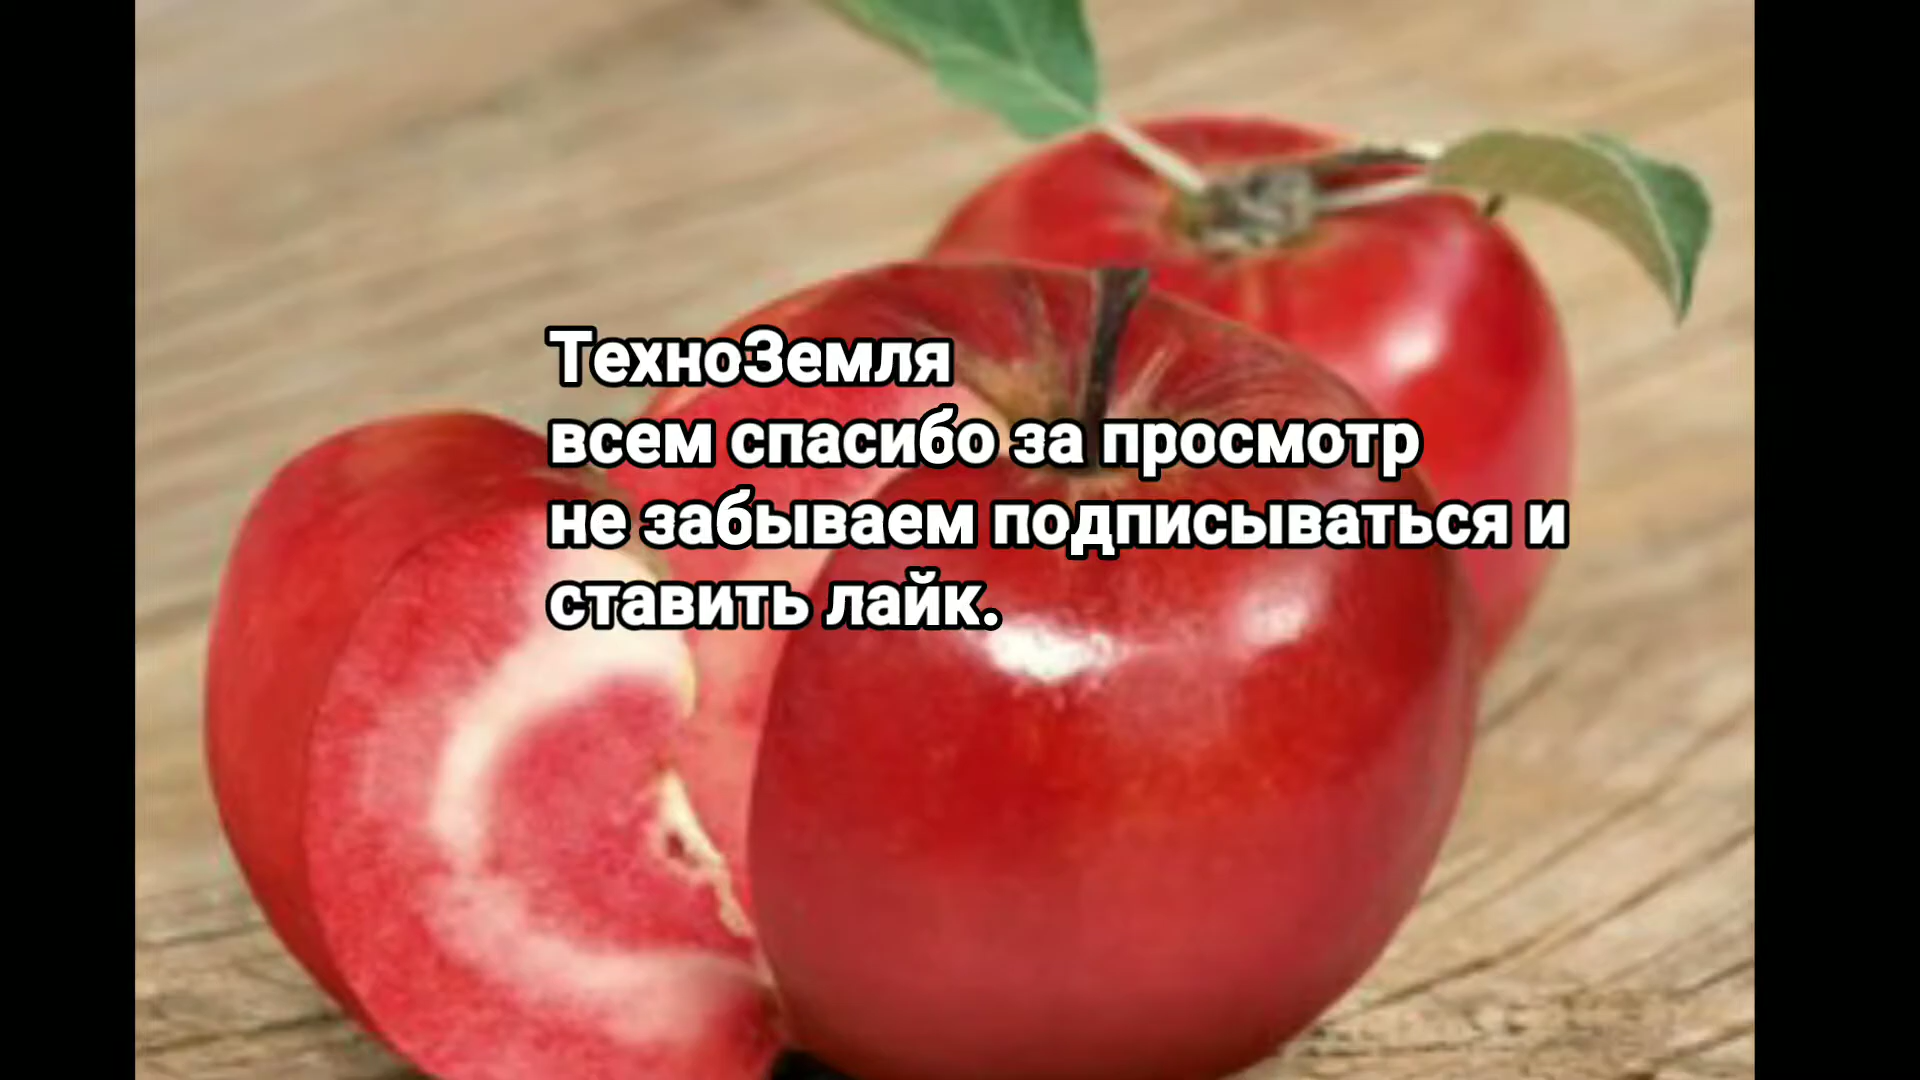 ТехноЗемля
всем спасибо за просмотр
не забываем подписываться и
ставить лайк.